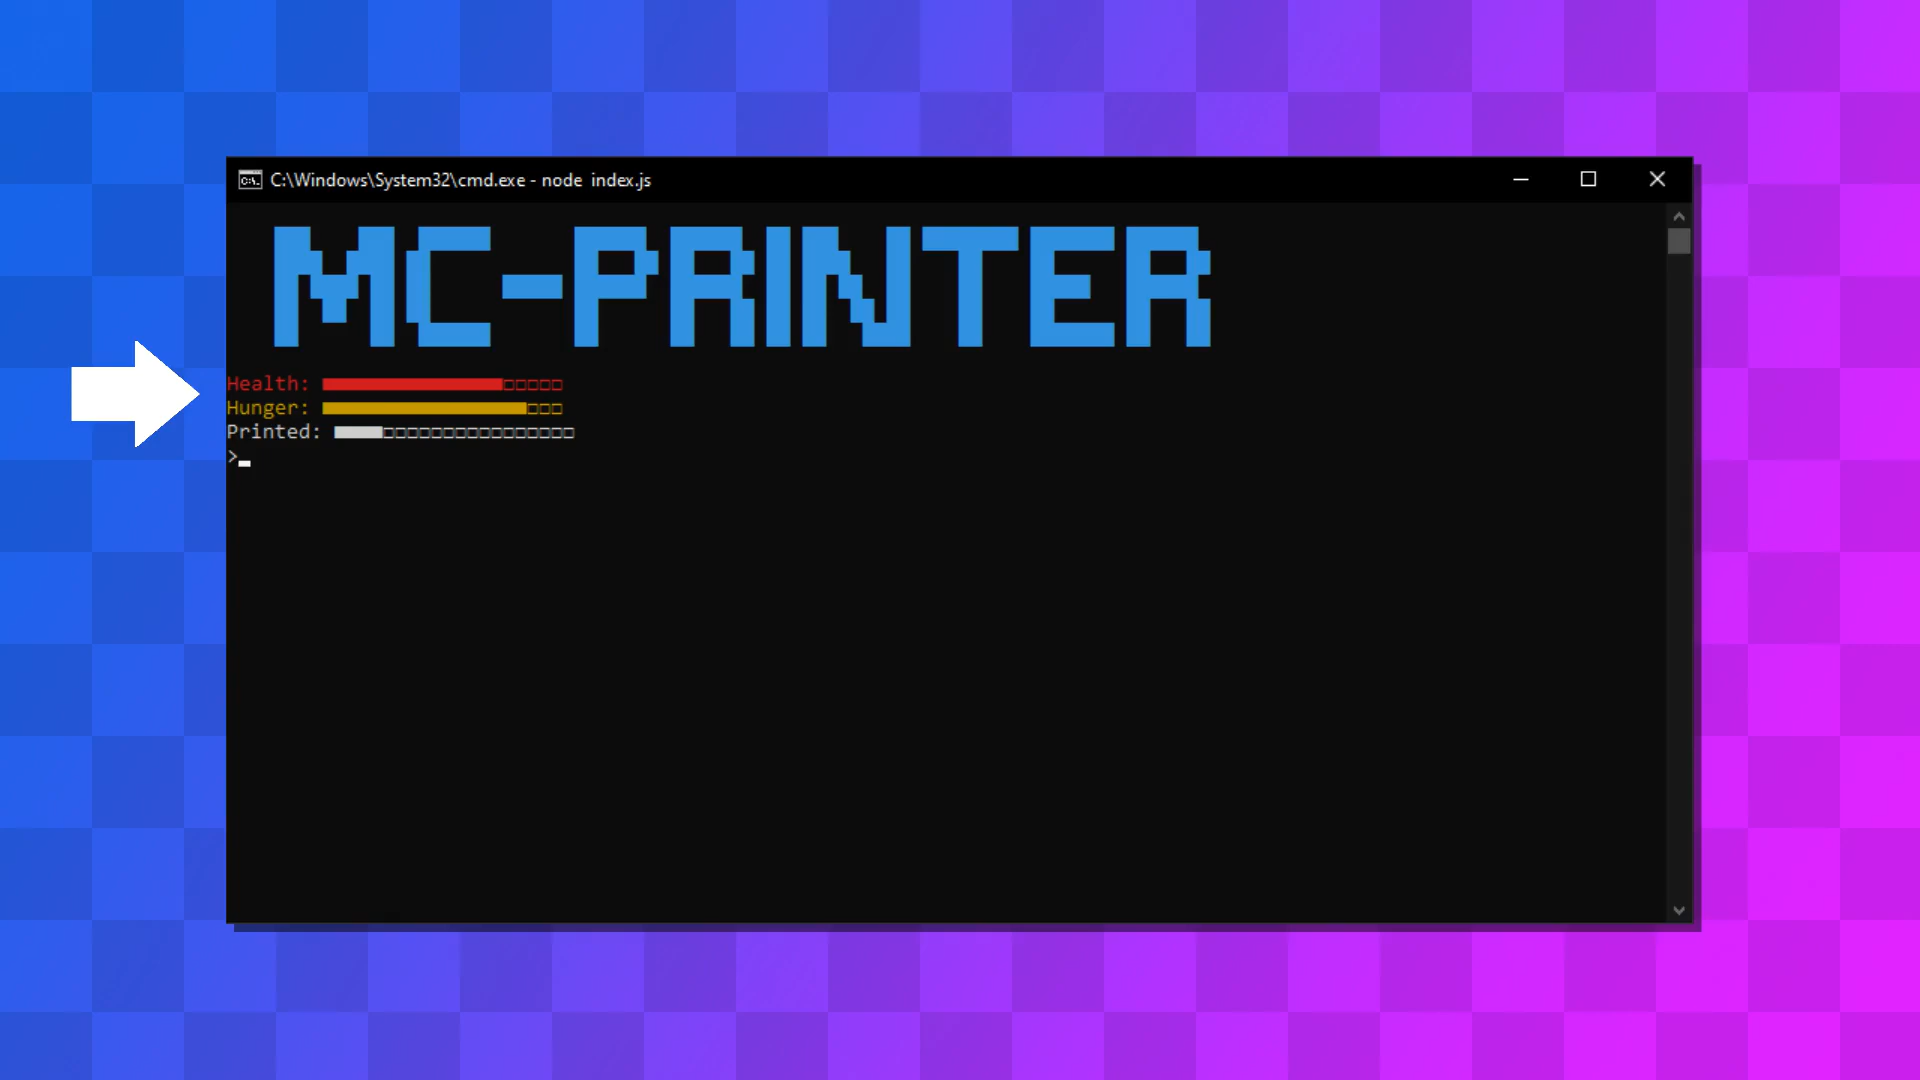 C:\Windows\System32\cmd.exe - node  index.js
MC-PRINTER
Health: ■■■■■■■■■■■■■■■□□□□□
Hunger: ■■■■■■■■■■■■■■■■■□□□
Printed: ■■■■□□□□□□□□□□□□□□□□
>_